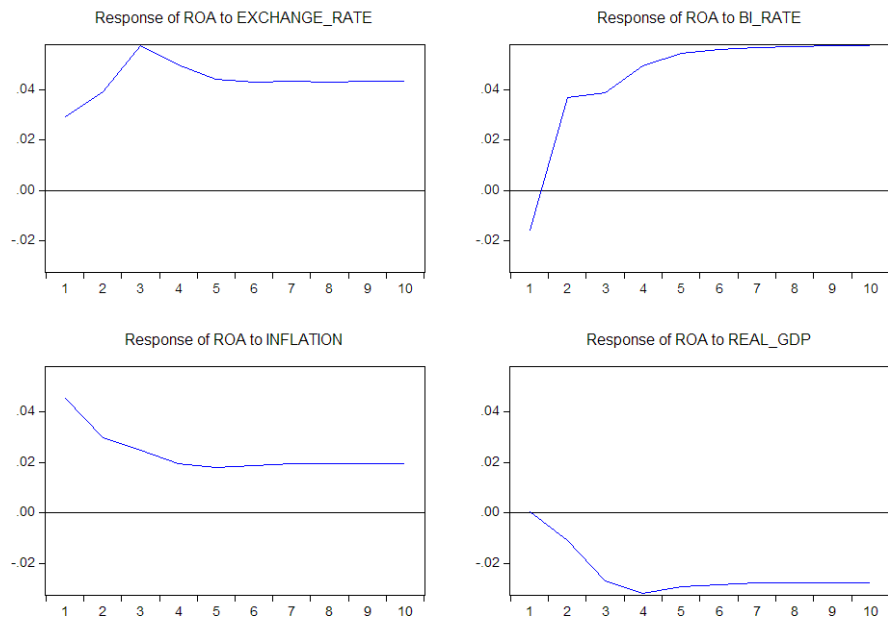 Response of ROA to EXCHANGE_RATE
.04
.02
.00
-.02
1 2 3 4 5 6 7 8 9 10
Response of ROA to BI_RATE
.04
.02
.00
-.02
1 2 3 4 5 6 7 8 9 10
Response of ROA to INFLATION
.04
.02
.00
-.02
1 2 3 4 5 6 7 8 9 10
Response of ROA to REAL_GDP
.04
.02
.00
-.02
1 2 3 4 5 6 7 8 9 10